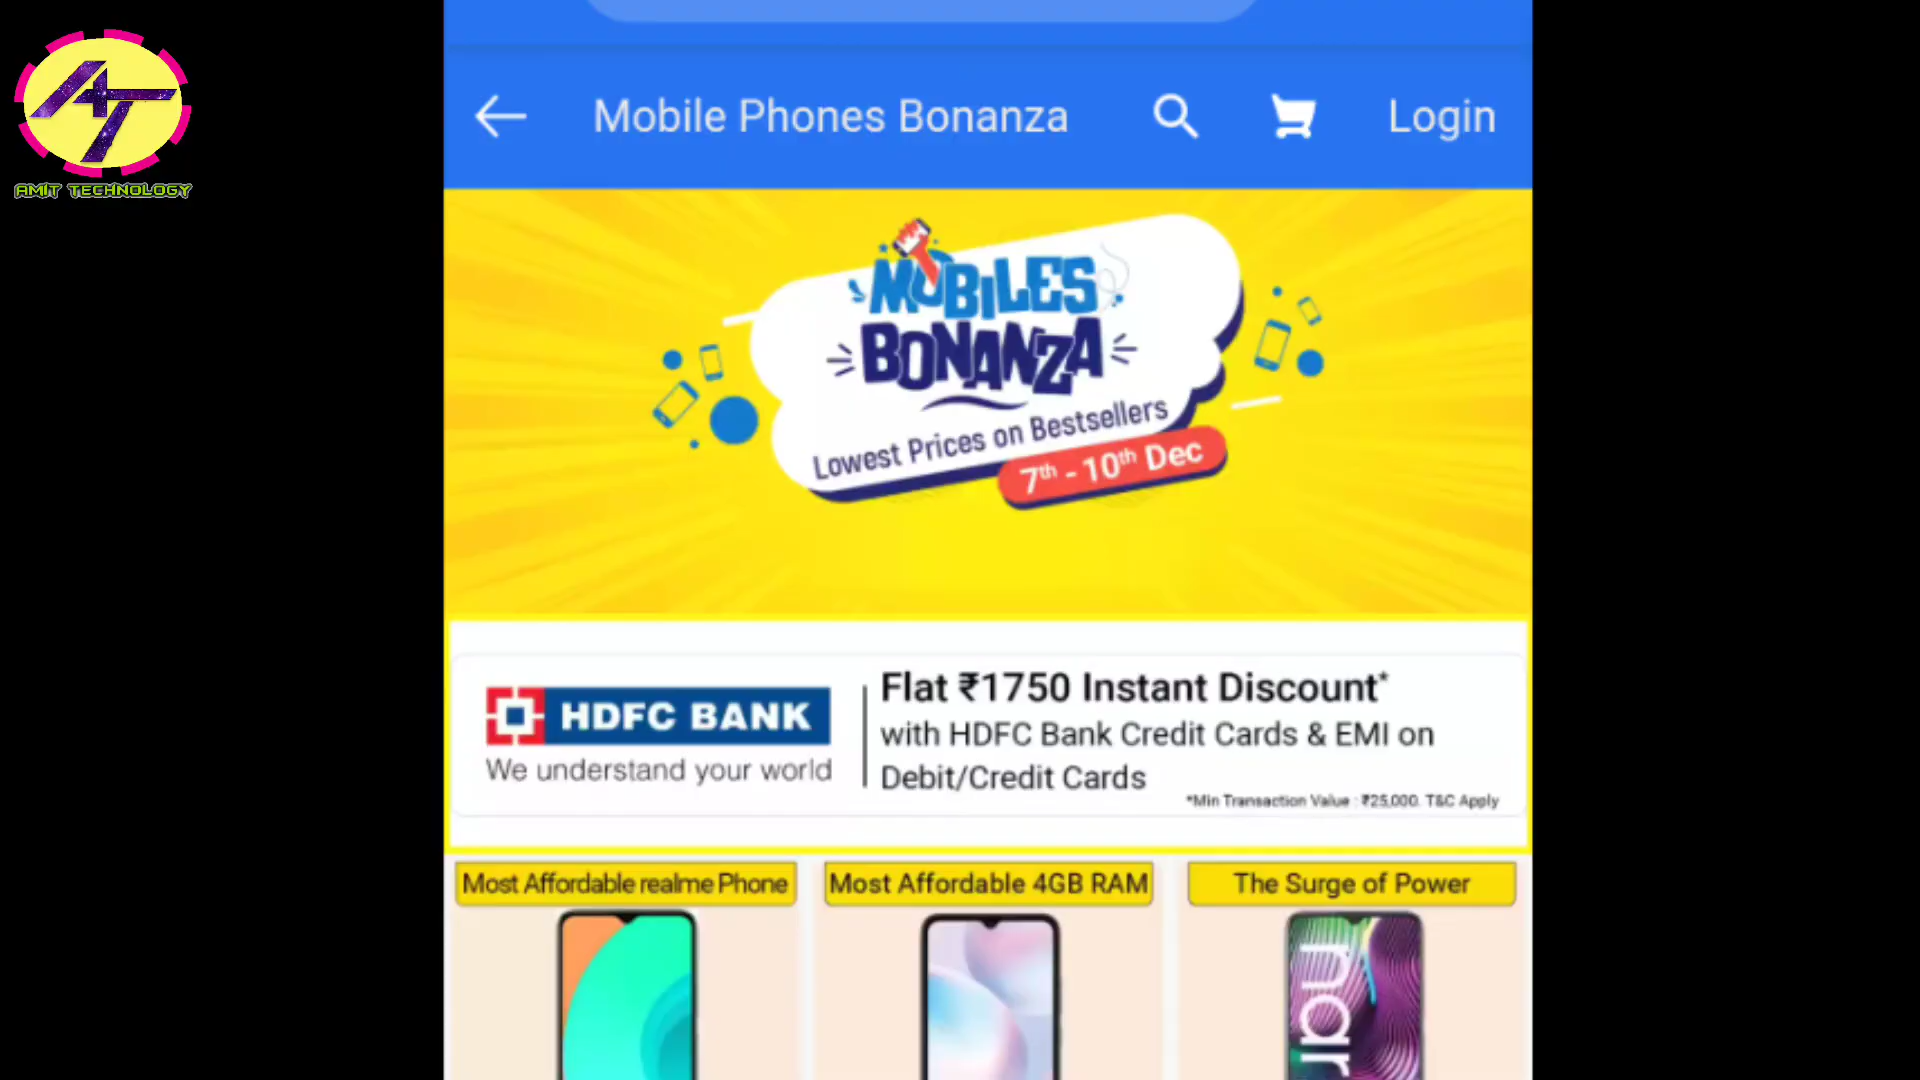 AT
AMIT TECHNOLOGY
Mobile Phones Bonanza
Login
MOBILES
BONANZA
Lowest Prices on Bestsellers
7th - 10th Dec
HDFC BANK
We understand your world
Flat ₹1750 Instant Discount*
with HDFC Bank Credit Cards & EMI on
Debit/Credit Cards
*Min Transaction Value : ₹25,000. T&C Apply
Most Affordable realme Phone
Most Affordable 4GB RAM
The Surge of Power
nar